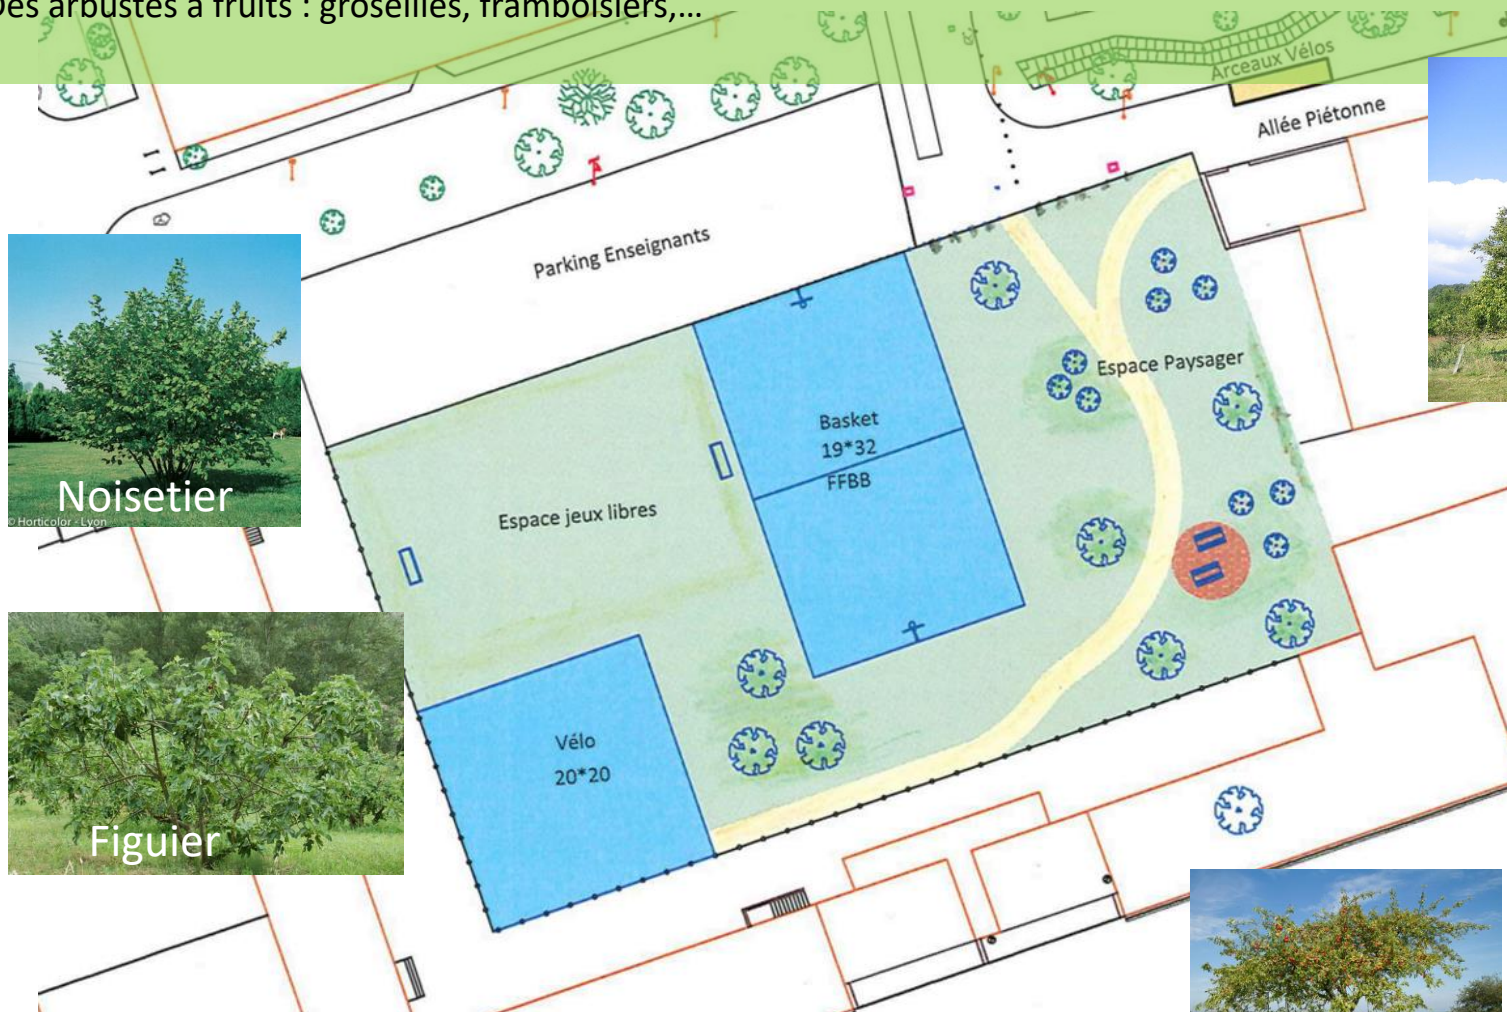 Des arbustes à fruits : groseilles, framboisiers,…
Arceaux Vélos
Allée Piétonne
Parking Enseignants
Espace Paysager
Basket
19*32
FFBB
Noisetier
© Horticolor - Lyon
Espace jeux libres
Vélo
20*20
Figuier